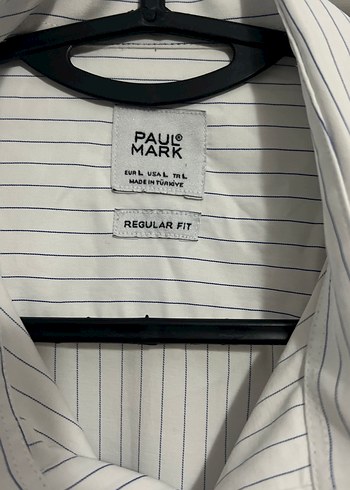 PAUL®
MARK
EUR L USA L TR L
MADE IN TÜRKİYE
REGULAR FIT